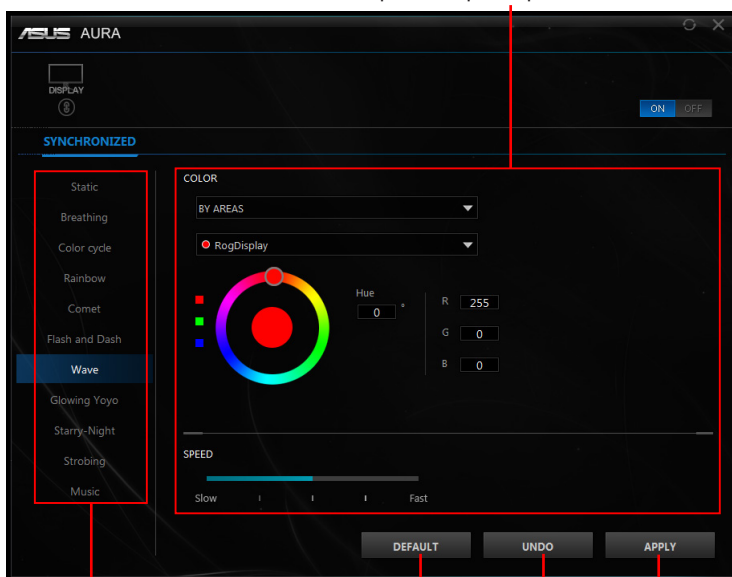 ASUS AURA
DISPLAY
ON OFF
SYNCHRONIZED
Static
Breathing
Color cycle
Rainbow
Comet
Flash and Dash
Wave
Glowing Yoyo
Starry-Night
Strobing
Music
COLOR
BY AREAS
RogDisplay
Hue
0 °
R 255
G 0
B 0
SPEED
Slow Fast
DEFAULT UNDO APPLY